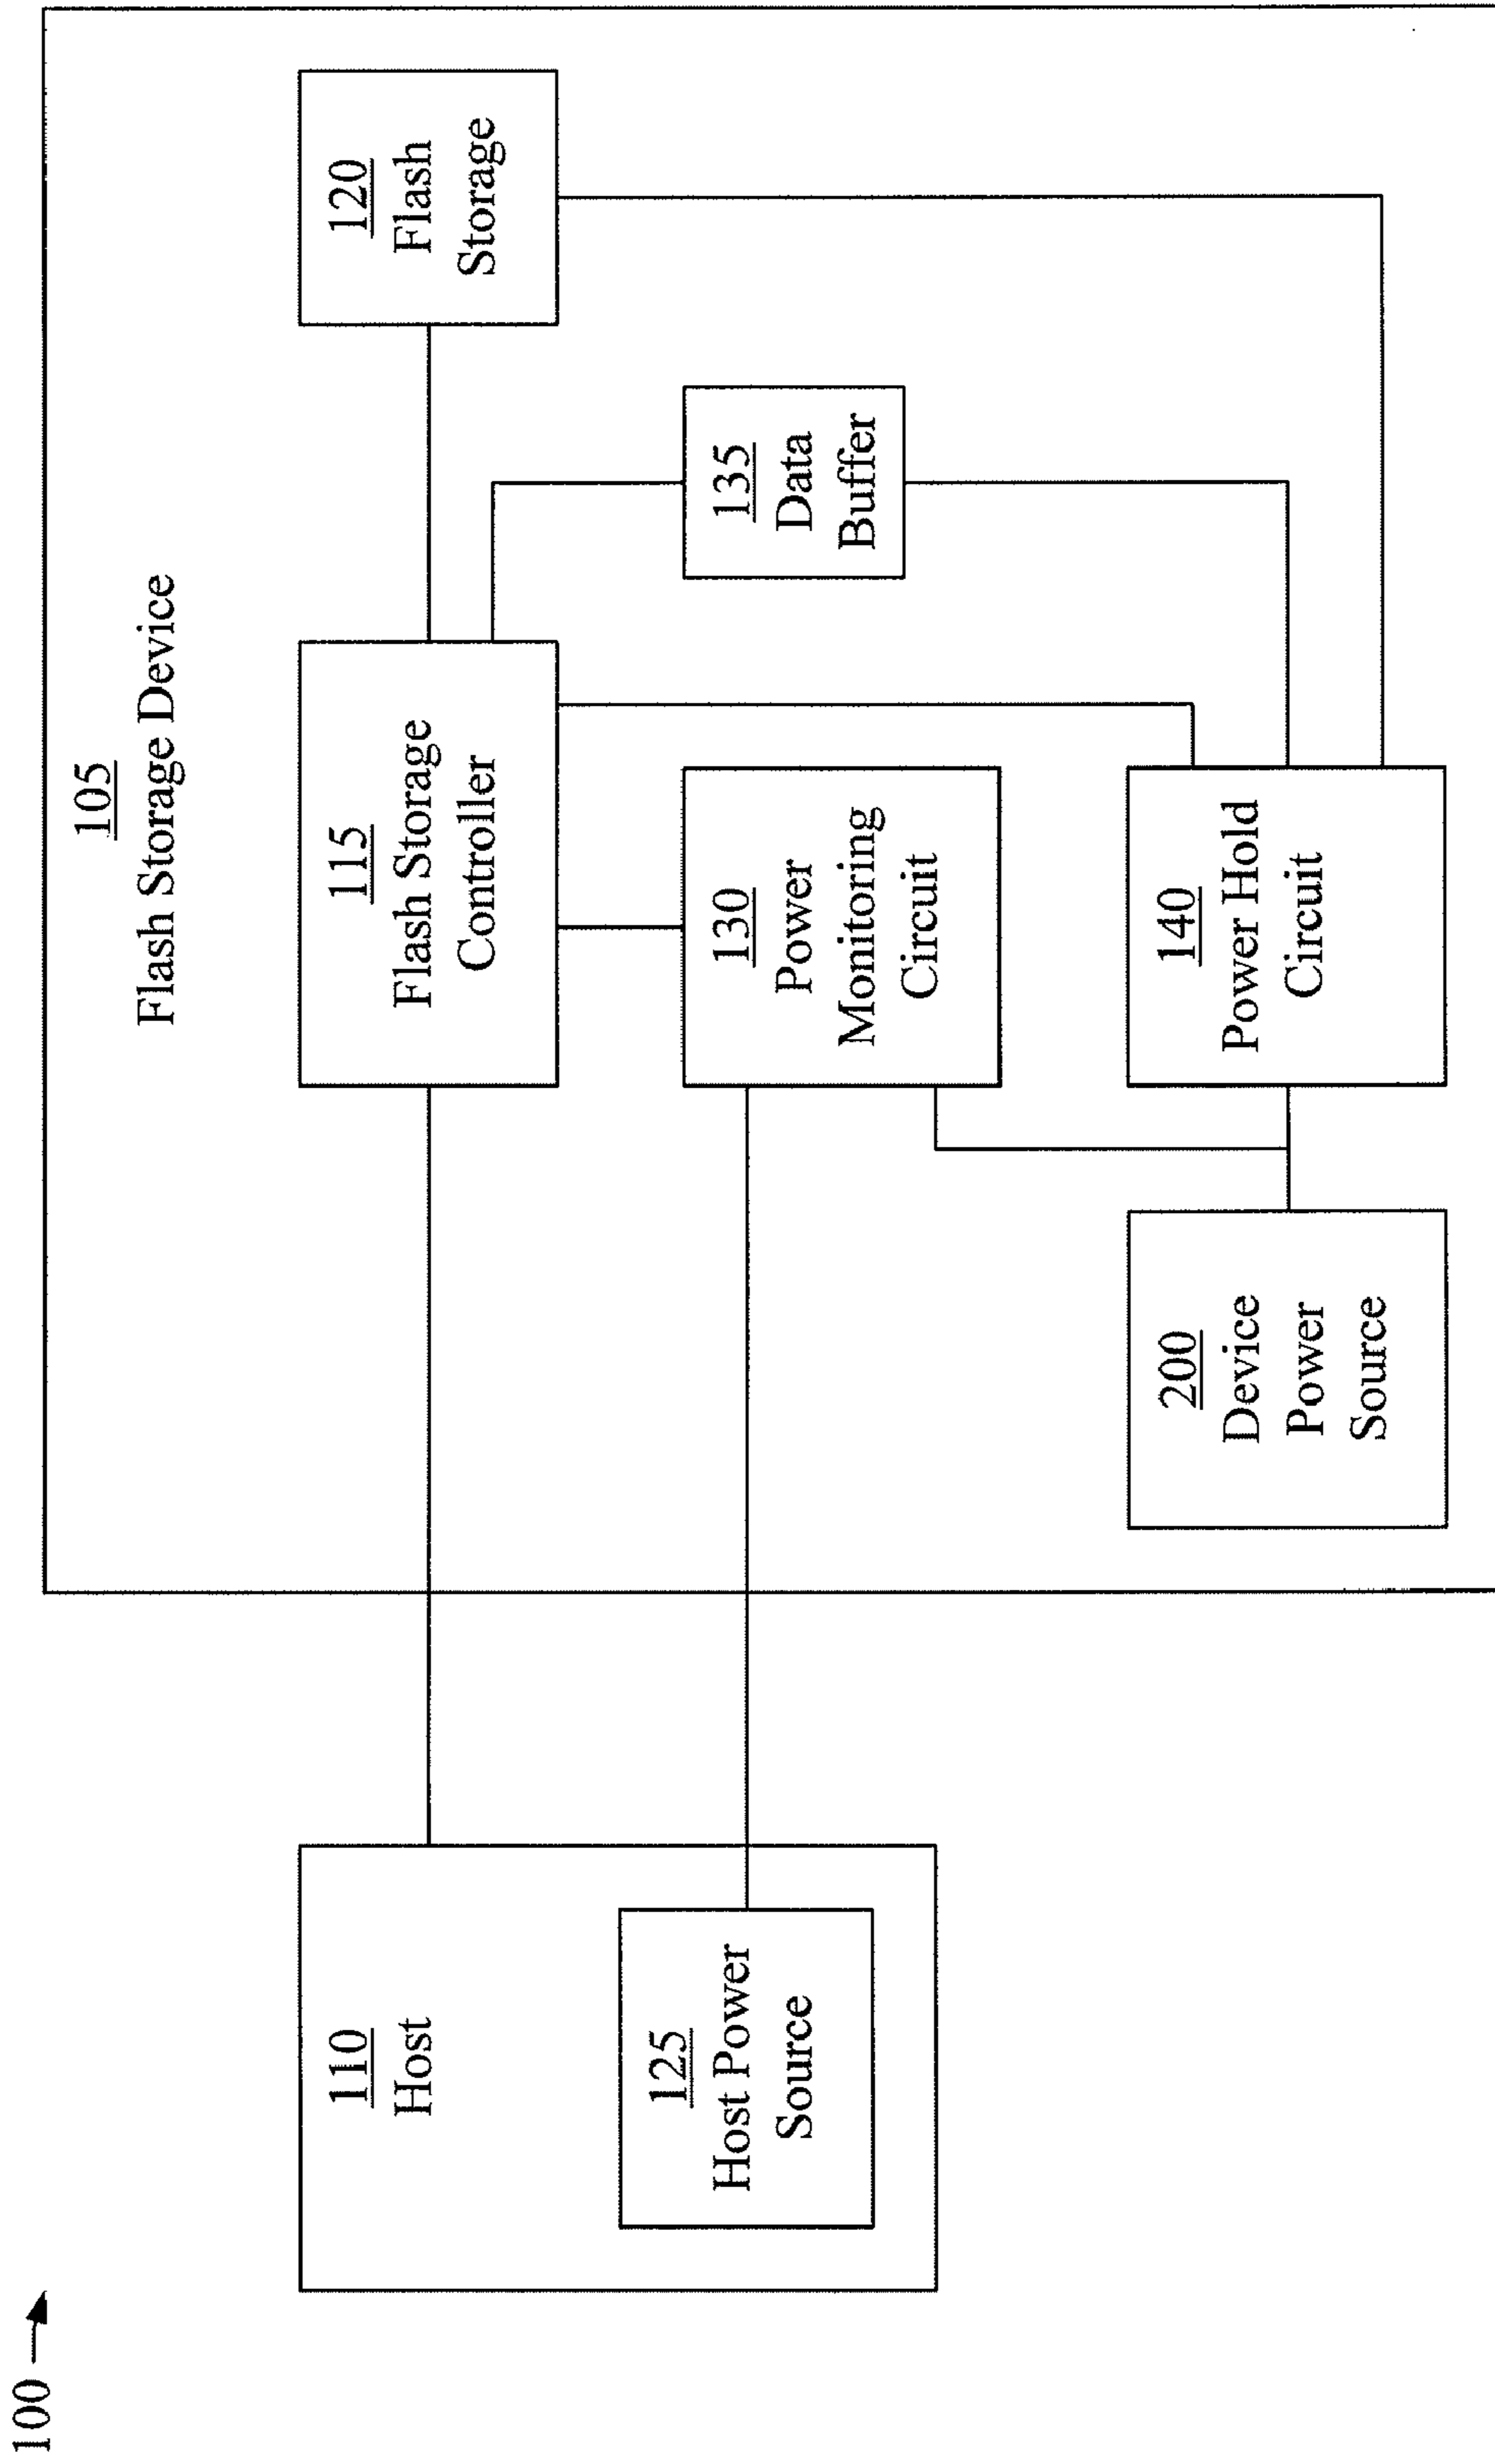 100
105
Flash Storage Device
110
Host
125
Host Power
Source
115
Flash Storage
Controller
120
Flash
Storage
130
Power
Monitoring
Circuit
135
Data
Buffer
200
Device
Power
Source
140
Power Hold
Circuit